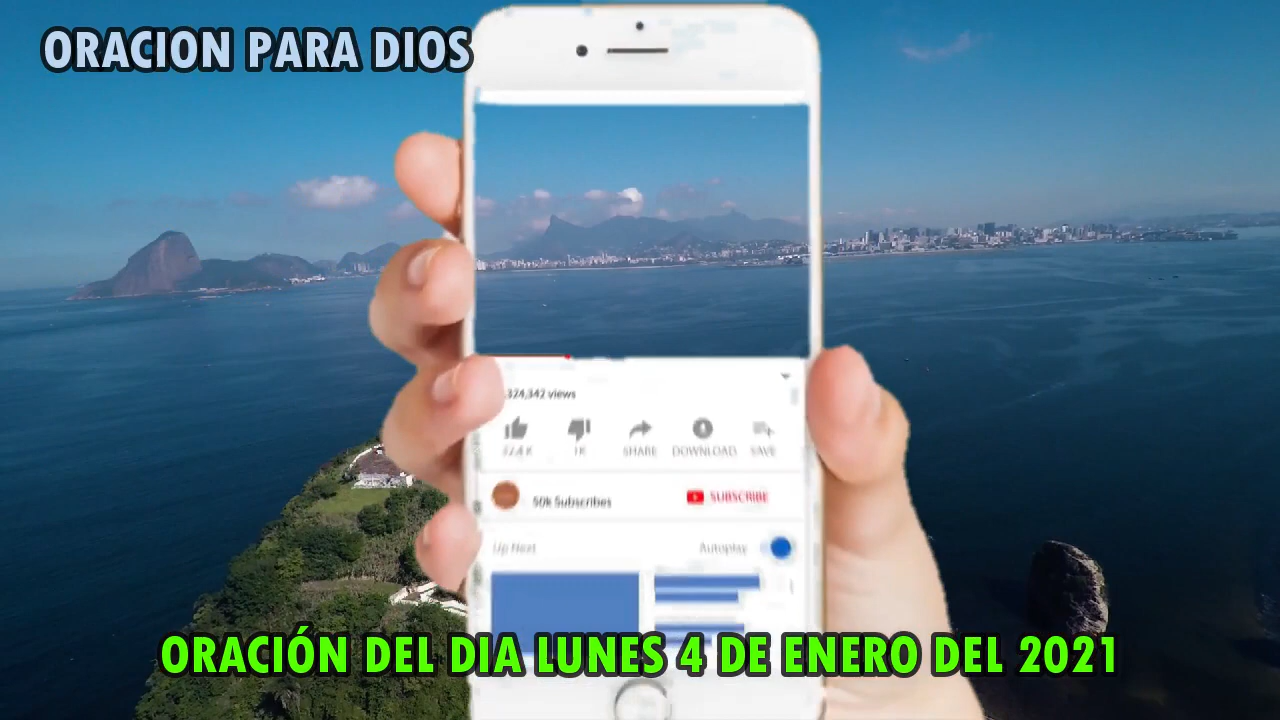 ORACION PARA DIOS
,324,342 views
1K
SHARE
DOWNLOAD
SAVE
50k Subscribes
SUBSCRIBE
Up Next
Autoplay
ORACIÓN DEL DIA LUNES 4 DE ENERO DEL 2021